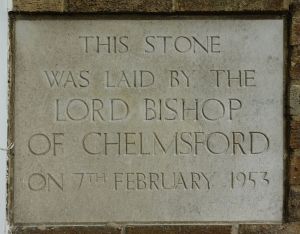 THIS STONE
WAS LAID BY THE
LORD BISHOP
OF CHELMSFORD
ON 7TH FEBRUARY 1953